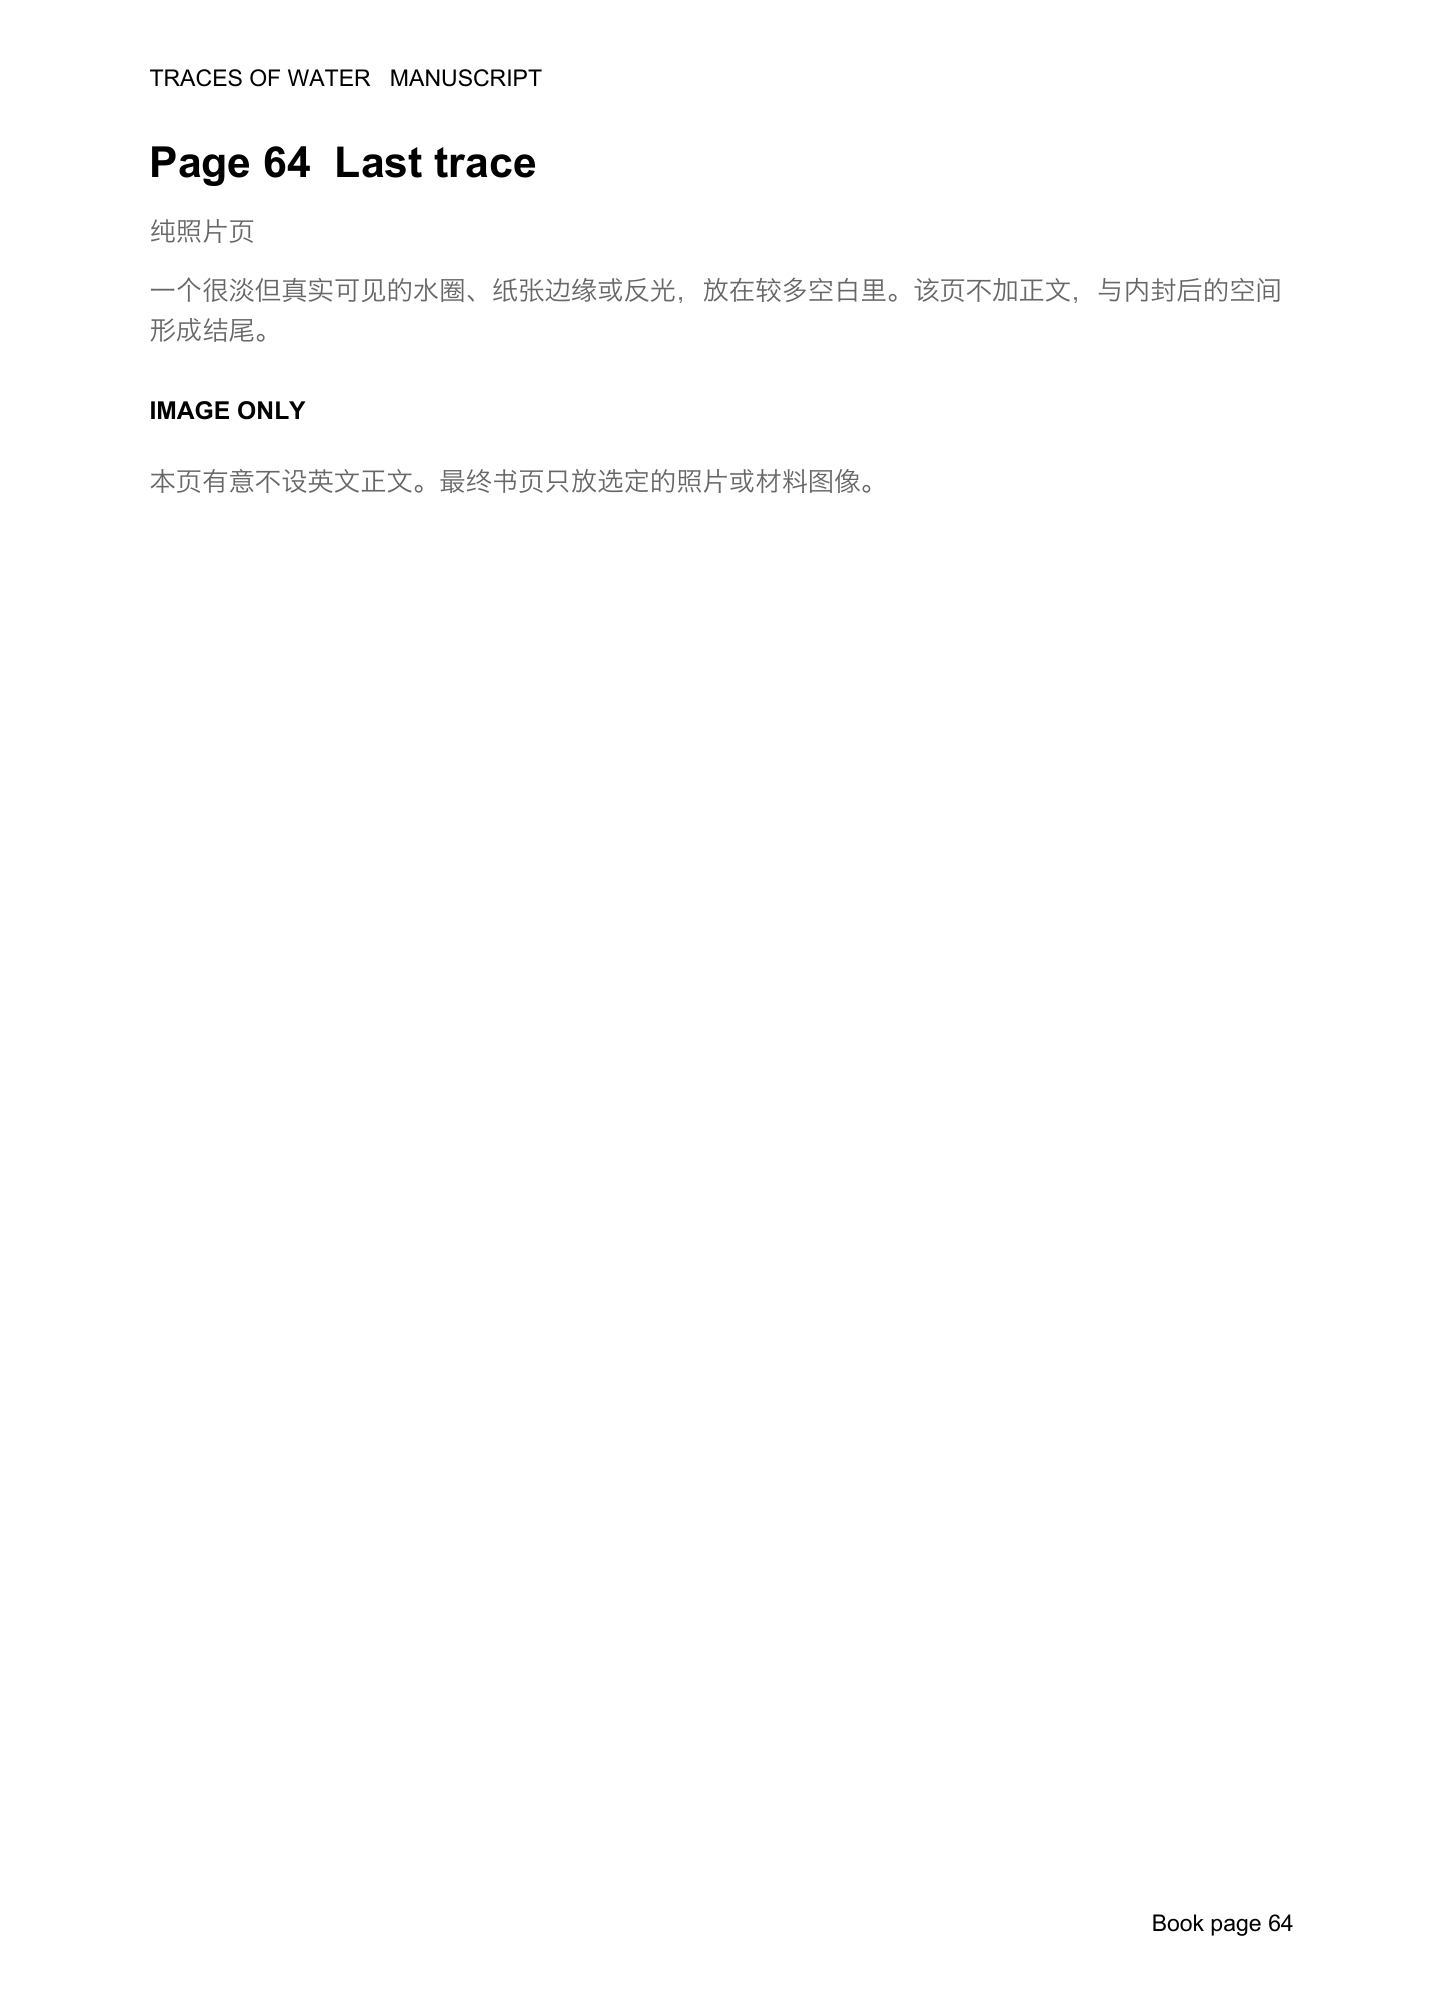 TRACES OF WATER   MANUSCRIPT
Page 64  Last trace
纯照片页
一个很淡但真实可见的水圈、纸张边缘或反光，放在较多空白里。该页不加正文，与内封后的空间
形成结尾。
IMAGE ONLY
本页有意不设英文正文。最终书页只放选定的照片或材料图像。
Book page 64